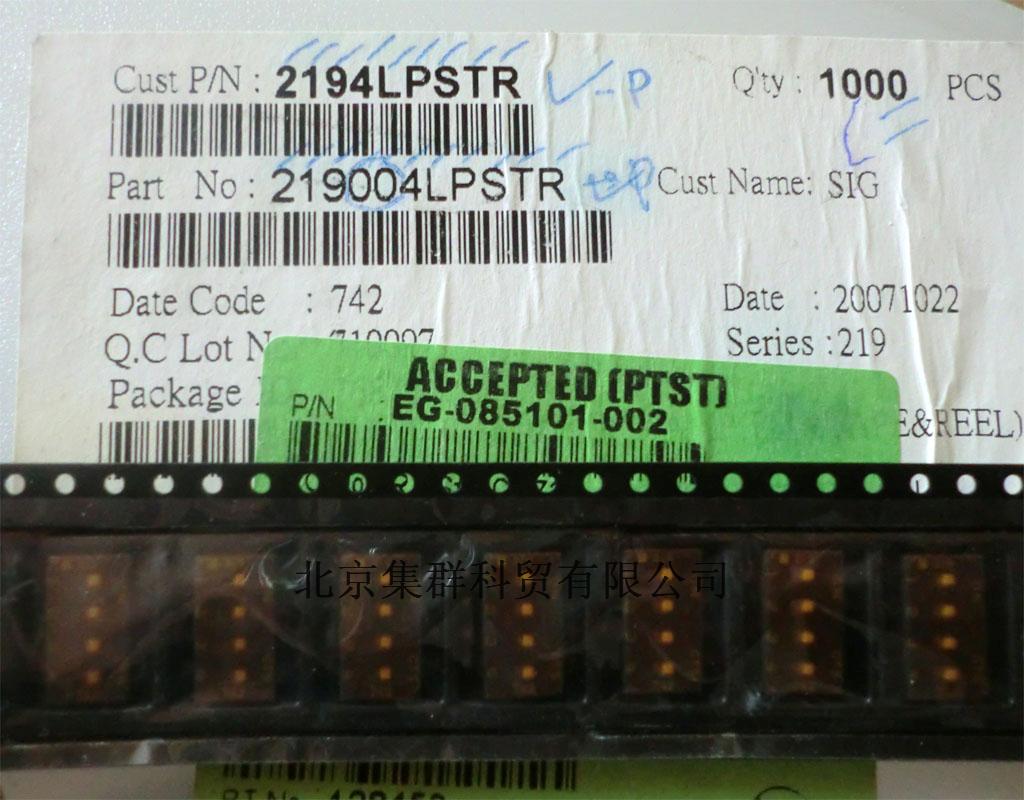 Cust P/N : 2194LPSTR V-P Q'ty : 1000 PCS
Part No : 219004LPSTR Cust Name: SIG
Date Code : 742 Date : 20071022
Q.C Lot Series :219
Package
ACCEPTED (PTST)
P/N EG-085101-002
E&REEL)
北京集群科贸有限公司